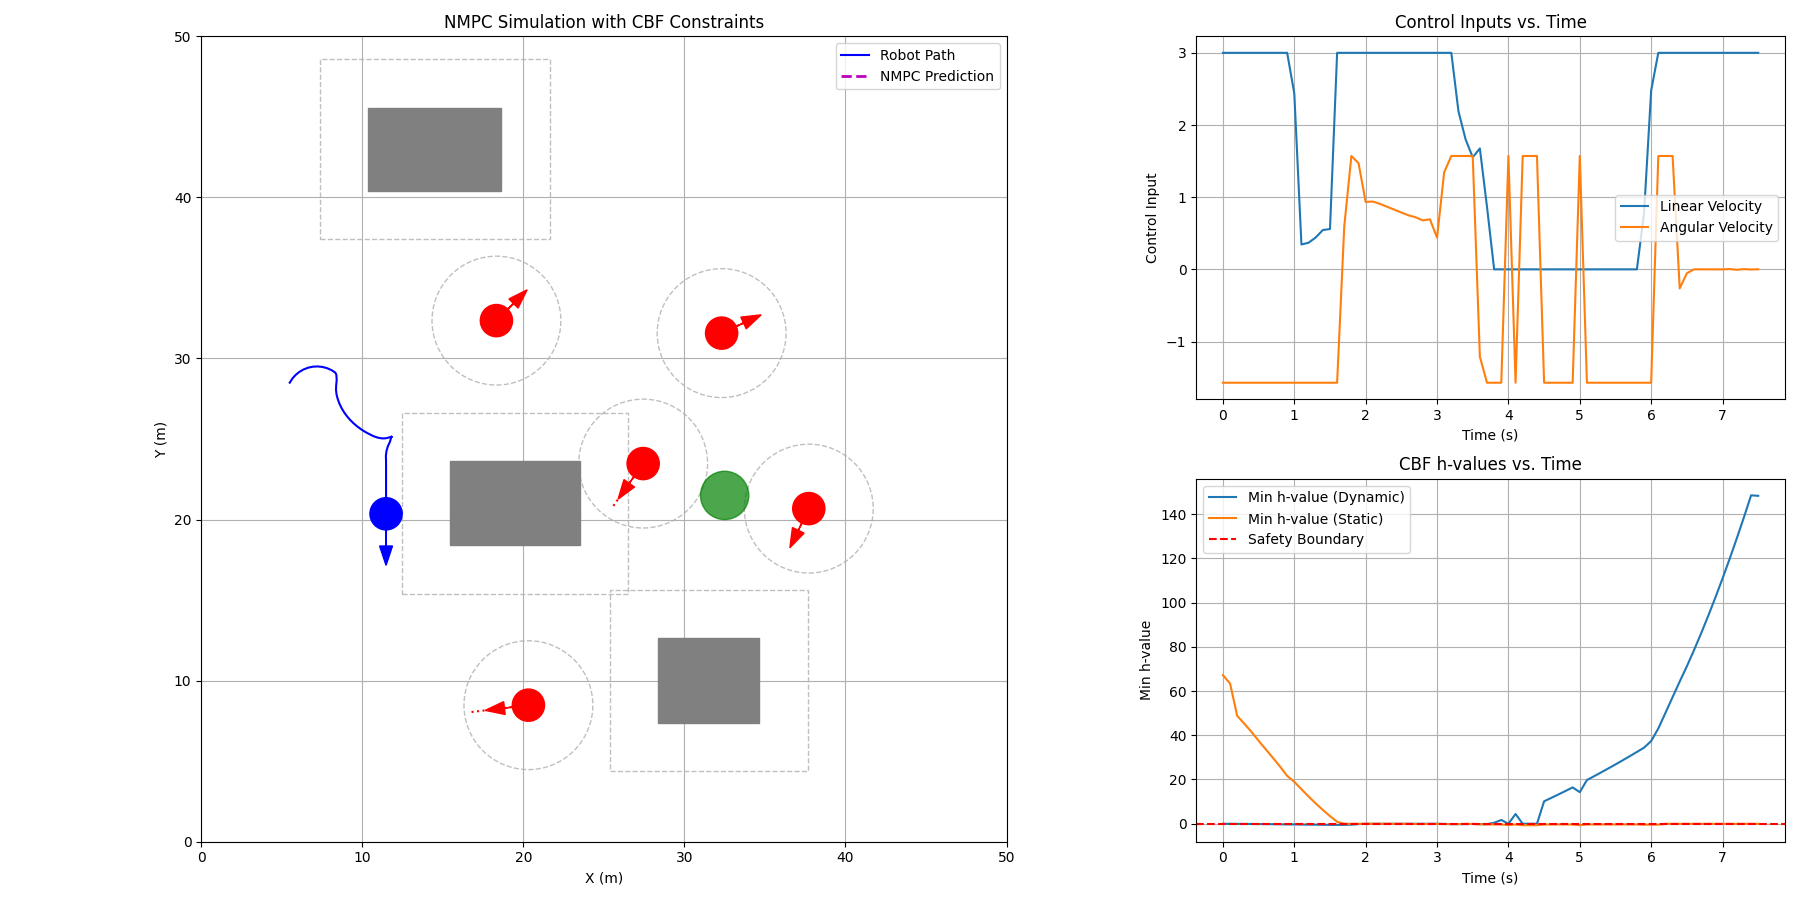 NMPC Simulation with CBF Constraints
Robot Path
NMPC Prediction
50
40
30
20
10
0
Y (m)
0 10 20 30 40 50
X (m)
Control Inputs vs. Time
3
2
1
0
−1
Control Input
Linear Velocity
Angular Velocity
0 1 2 3 4 5 6 7
Time (s)
CBF h-values vs. Time
Min h-value (Dynamic)
Min h-value (Static)
Safety Boundary
140
120
100
80
60
40
20
0
Min h-value
0 1 2 3 4 5 6 7
Time (s)